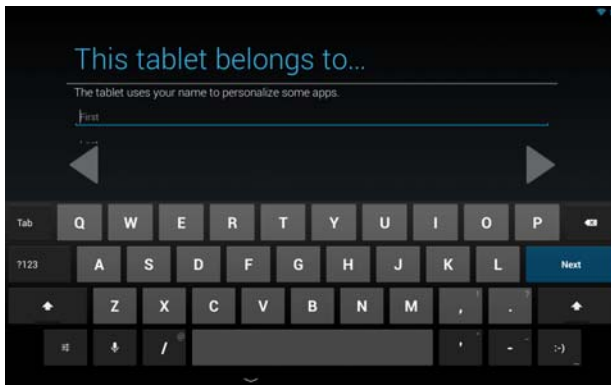 This tablet belongs to...
The tablet uses your name to personalize some apps.
First
Tab Q W E R T Y U I O P
?123 A S D F G H J K L Next
Z X C V B N M , ! . ?
/ @ ' " - _ :-)